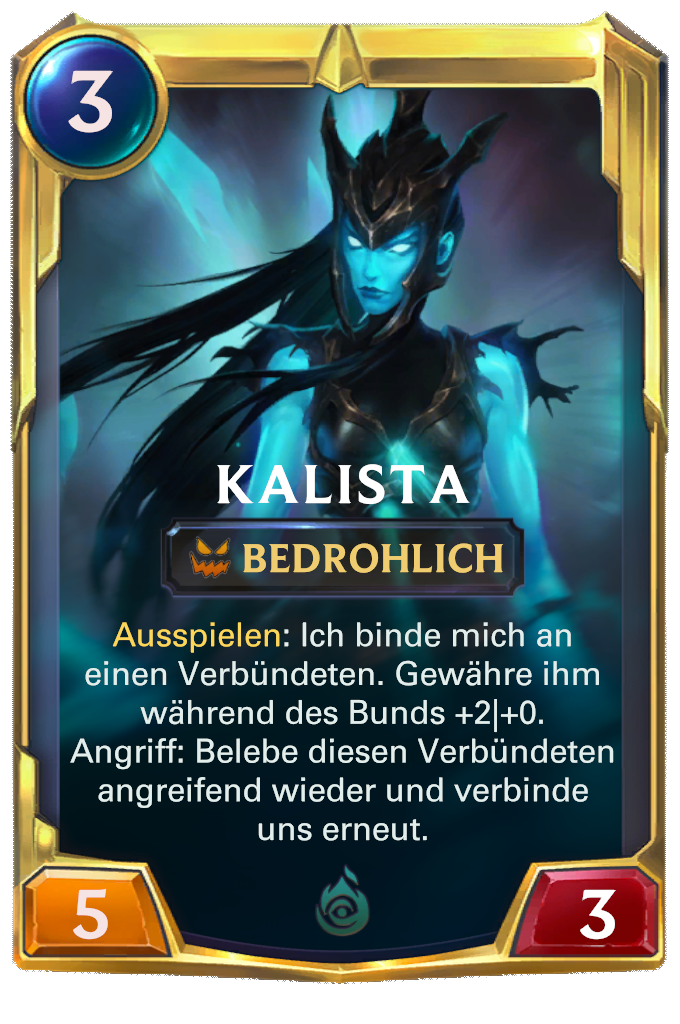 3
KALISTA
BEDROHLICH
Ausspielen: Ich binde mich an
einen Verbündeten. Gewähre ihm
während des Bunds +2|+0.
Angriff: Belebe diesen Verbündeten
angreifend wieder und verbinde
uns erneut.
5
3